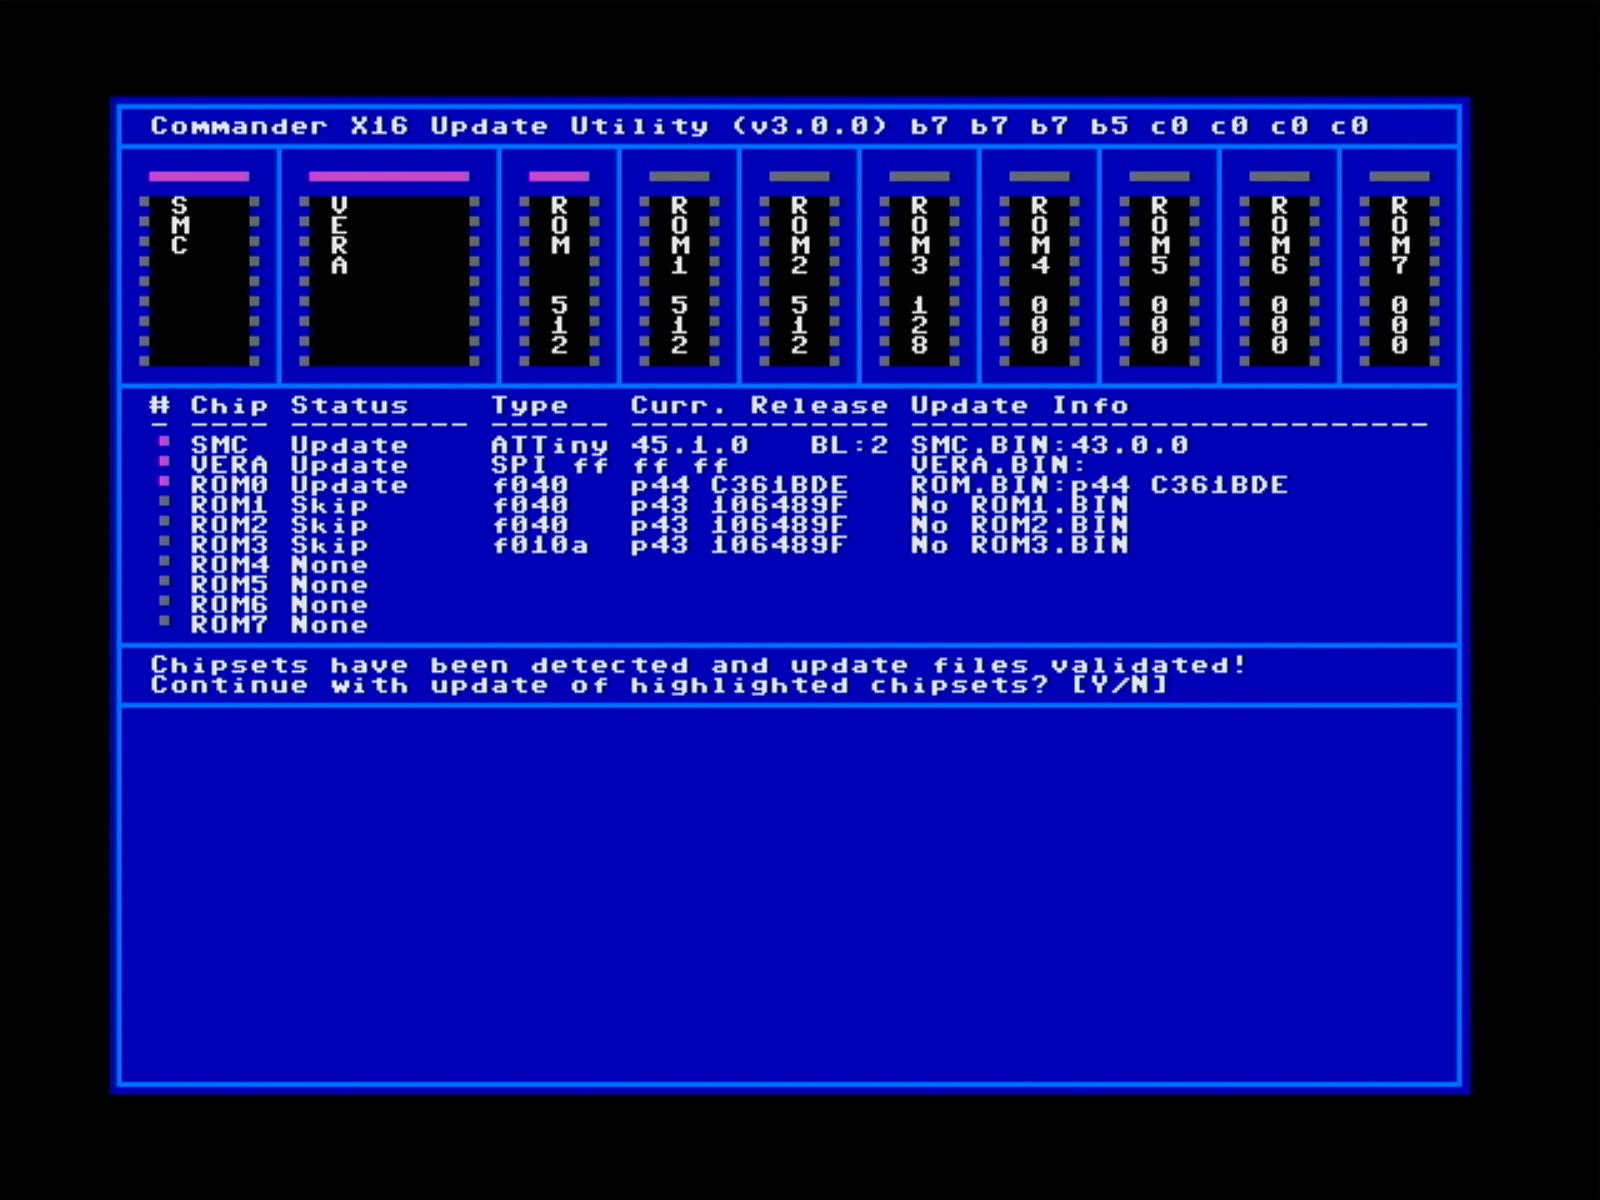 Commander X16 Update Utility (v3.0.0) b7 b7 b7 b5 c0 c0 c0 c0
SMC
VERA
ROM 512
ROM1 512
ROM2 512
ROM3 128
ROM4 000
ROM5 000
ROM6 000
ROM7 000
# Chip Status Type Curr. Release Update Info
- ---- --------- ------ ------------- --------------------------
SMC Update ATTiny 45.1.0 BL:2 SMC.BIN:43.0.0
VERA Update SPI ff ff ff VERA.BIN:
ROM0 Update f040 p44 C361BDE ROM.BIN:p44 C361BDE
ROM1 Skip f040 p43 106489F No ROM1.BIN
ROM2 Skip f040 p43 106489F No ROM2.BIN
ROM3 Skip f010a p43 106489F No ROM3.BIN
ROM4 None
ROM5 None
ROM6 None
ROM7 None
Chipsets have been detected and update files validated!
Continue with update of highlighted chipsets? [Y/N]